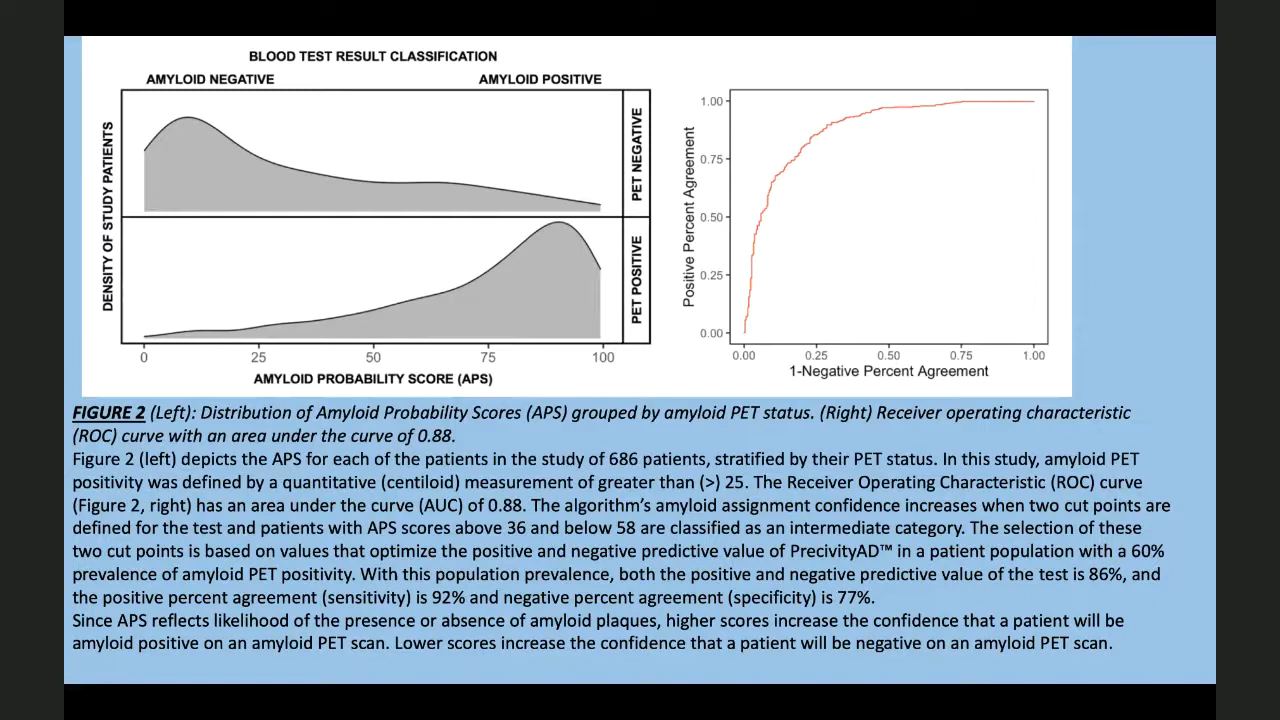 BLOOD TEST RESULT CLASSIFICATION
AMYLOID NEGATIVE
AMYLOID POSITIVE
DENSITY OF STUDY PATIENTS
PET NEGATIVE
PET POSITIVE
0 25 50 75 100
AMYLOID PROBABILITY SCORE (APS)
Positive Percent Agreement
1.00
0.75
0.50
0.25
0.00
0.00 0.25 0.50 0.75 1.00
1-Negative Percent Agreement
FIGURE 2 (Left): Distribution of Amyloid Probability Scores (APS) grouped by amyloid PET status. (Right) Receiver operating characteristic
(ROC) curve with an area under the curve of 0.88.
Figure 2 (left) depicts the APS for each of the patients in the study of 686 patients, stratified by their PET status. In this study, amyloid PET
positivity was defined by a quantitative (centiloid) measurement of greater than (>) 25. The Receiver Operating Characteristic (ROC) curve
(Figure 2, right) has an area under the curve (AUC) of 0.88. The algorithm's amyloid assignment confidence increases when two cut points are
defined for the test and patients with APS scores above 36 and below 58 are classified as an intermediate category. The selection of these
two cut points is based on values that optimize the positive and negative predictive value of PrecivityAD™ in a patient population with a 60%
prevalence of amyloid PET positivity. With this population prevalence, both the positive and negative predictive value of the test is 86%, and
the positive percent agreement (sensitivity) is 92% and negative percent agreement (specificity) is 77%.
Since APS reflects likelihood of the presence or absence of amyloid plaques, higher scores increase the confidence that a patient will be
amyloid positive on an amyloid PET scan. Lower scores increase the confidence that a patient will be negative on an amyloid PET scan.